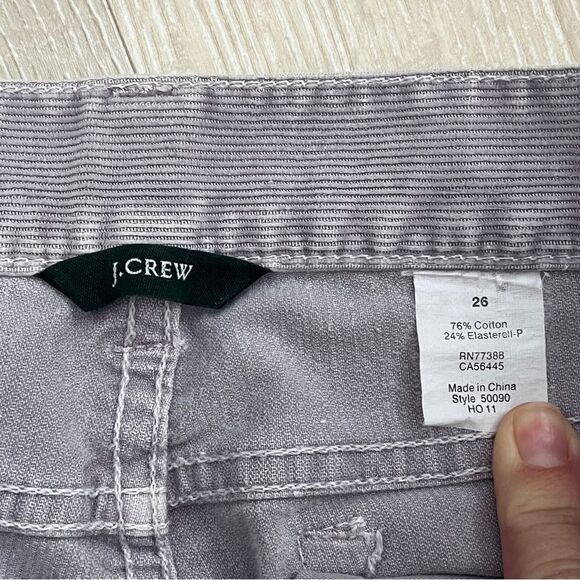 J.CREW
26
76% Cotton
24% Elasterell-P
RN77388
CA56445
Made in China
Style 50090
HO 11